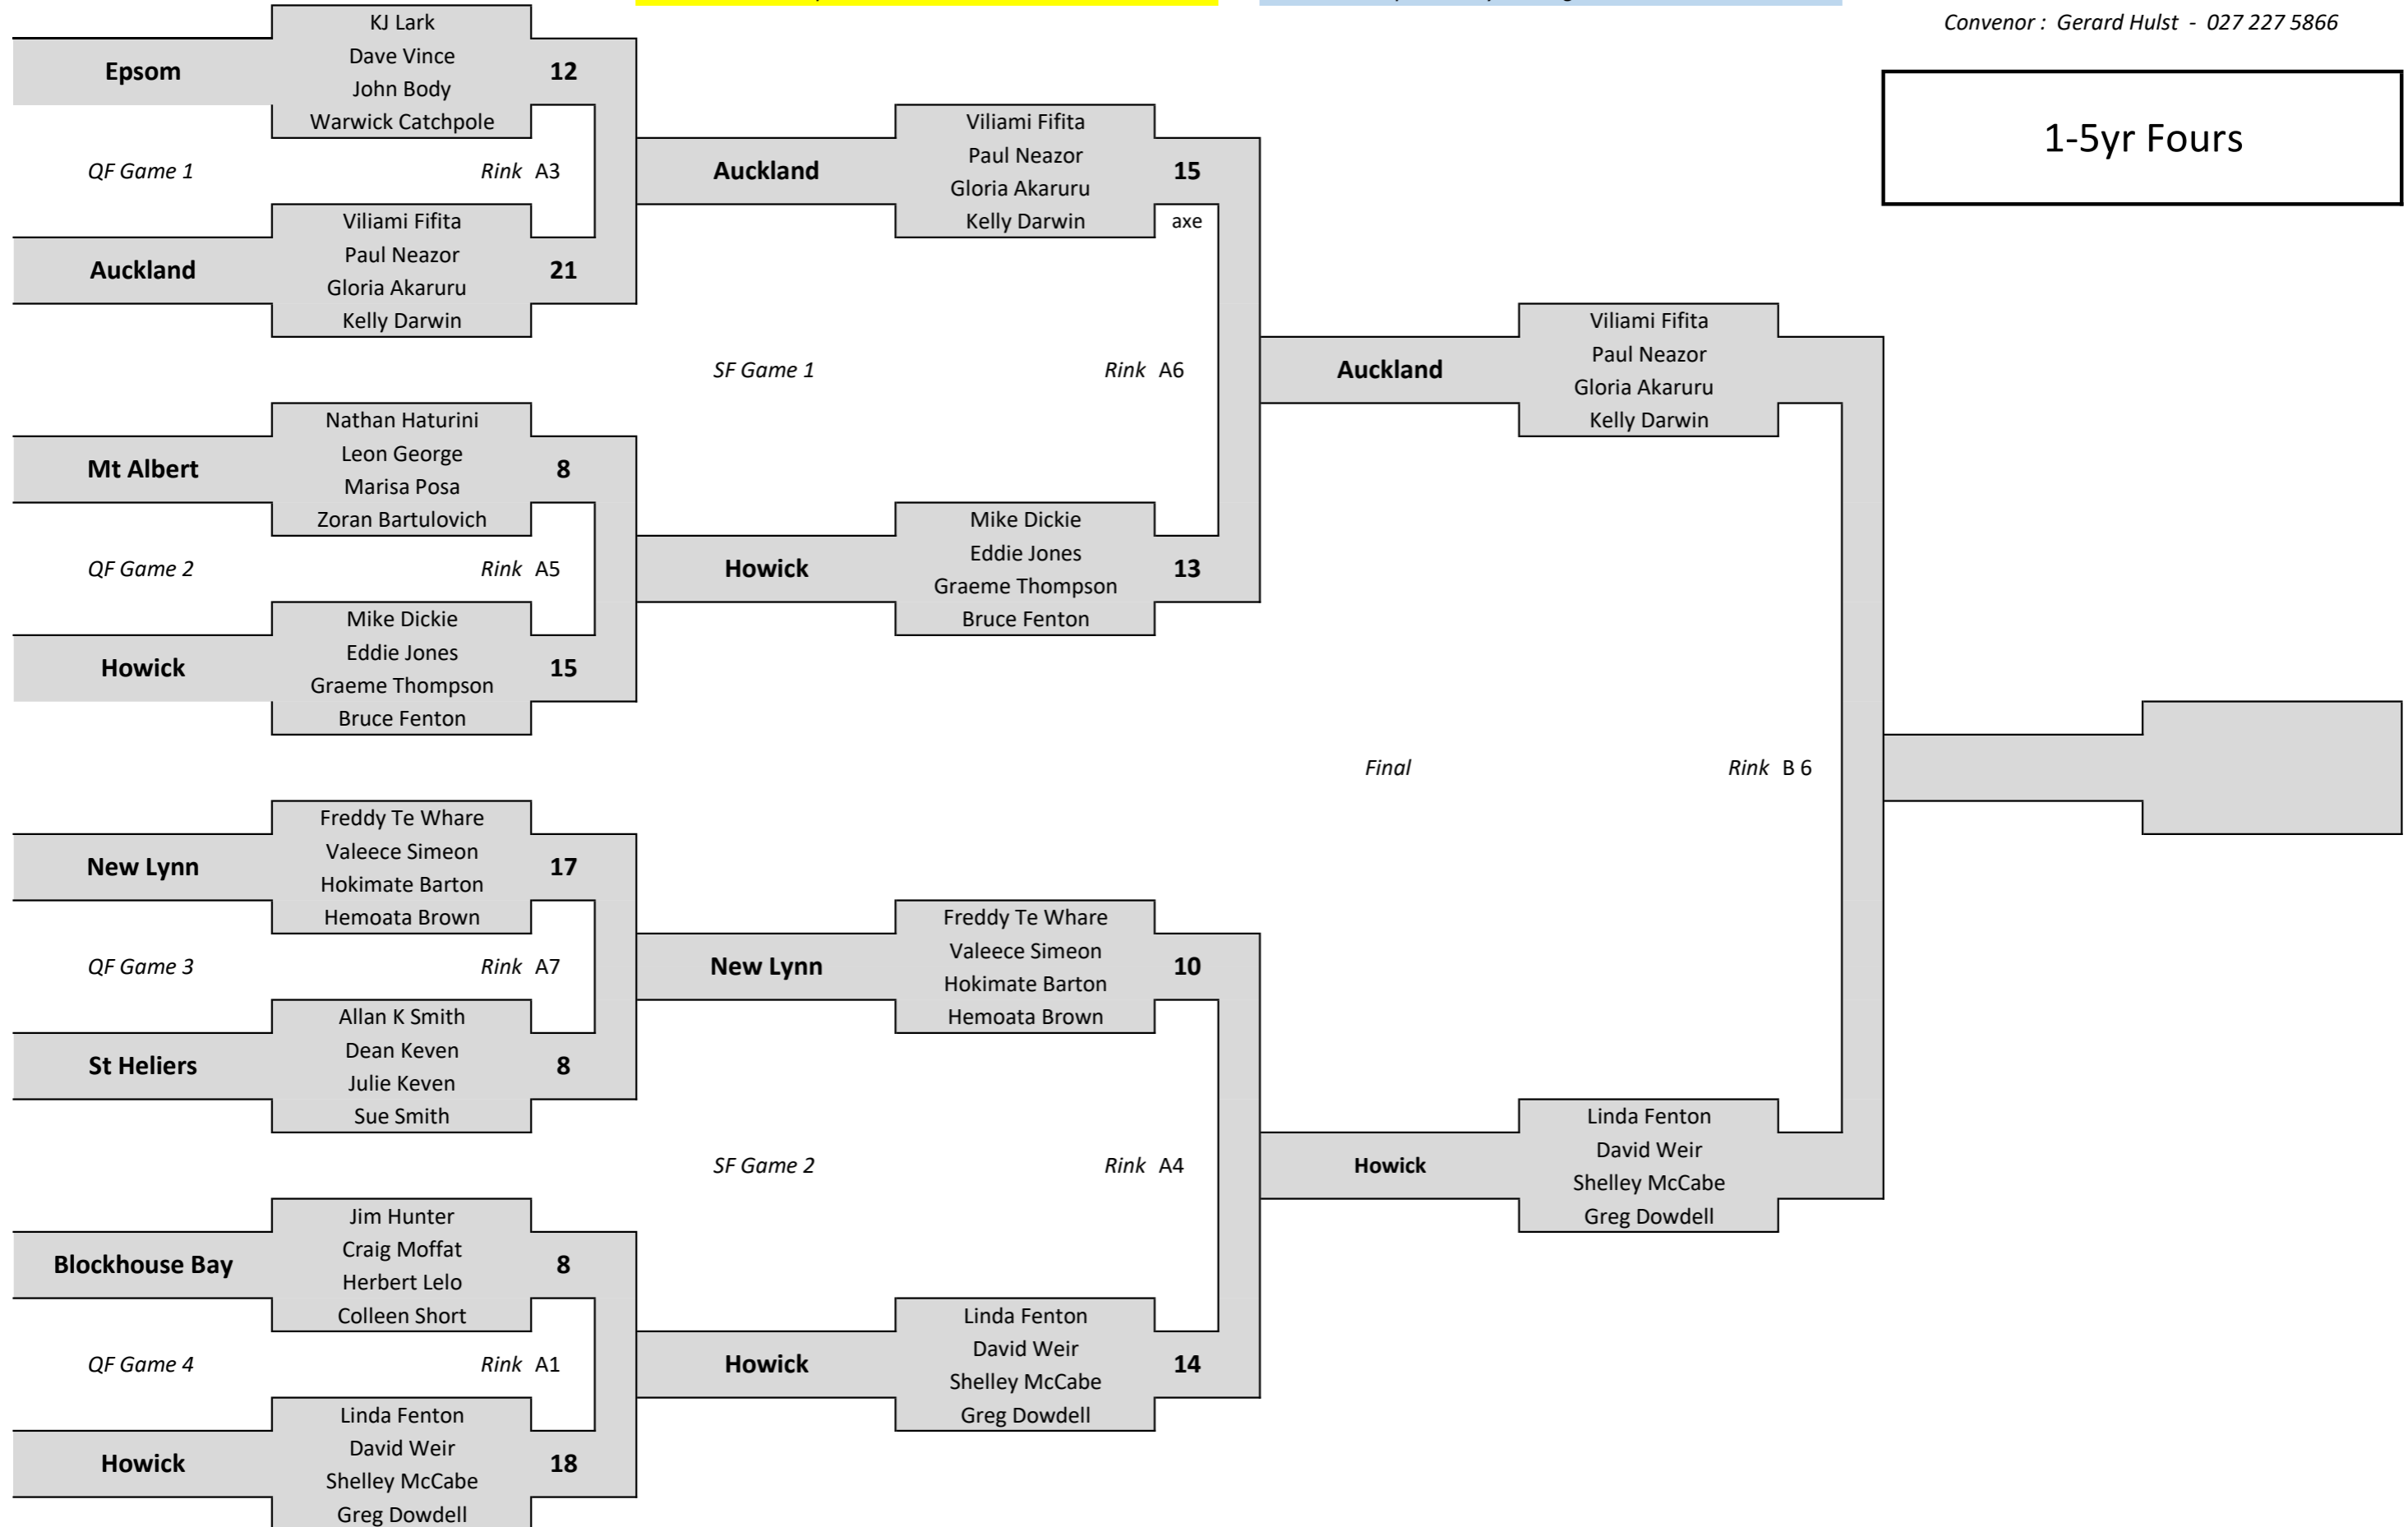 Convenor : Gerard Hulst - 027 227 5866
1-5yr Fours
KJ Lark
Dave Vince
Epsom
12
John Body
Warwick Catchpole
QF Game 1
Rink A3
Viliami Fifita
Paul Neazor
Auckland
21
Gloria Akaruru
Kelly Darwin
Nathan Haturini
Leon George
Mt Albert
8
Marisa Posa
Zoran Bartulovich
QF Game 2
Rink A5
Mike Dickie
Eddie Jones
Howick
15
Graeme Thompson
Bruce Fenton
Freddy Te Whare
Valeece Simeon
New Lynn
17
Hokimate Barton
Hemoata Brown
QF Game 3
Rink A7
Allan K Smith
Dean Keven
St Heliers
8
Julie Keven
Sue Smith
Jim Hunter
Craig Moffat
Blockhouse Bay
8
Herbert Lelo
Colleen Short
QF Game 4
Rink A1
Linda Fenton
David Weir
Howick
18
Shelley McCabe
Greg Dowdell
Viliami Fifita
Paul Neazor
Auckland
15
Gloria Akaruru
Kelly Darwin
axe
SF Game 1
Rink A6
Mike Dickie
Eddie Jones
Howick
13
Graeme Thompson
Bruce Fenton
Freddy Te Whare
Valeece Simeon
New Lynn
10
Hokimate Barton
Hemoata Brown
SF Game 2
Rink A4
Linda Fenton
David Weir
Howick
14
Shelley McCabe
Greg Dowdell
Viliami Fifita
Paul Neazor
Auckland
Gloria Akaruru
Kelly Darwin
Final
Rink B 6
Linda Fenton
David Weir
Howick
Shelley McCabe
Greg Dowdell